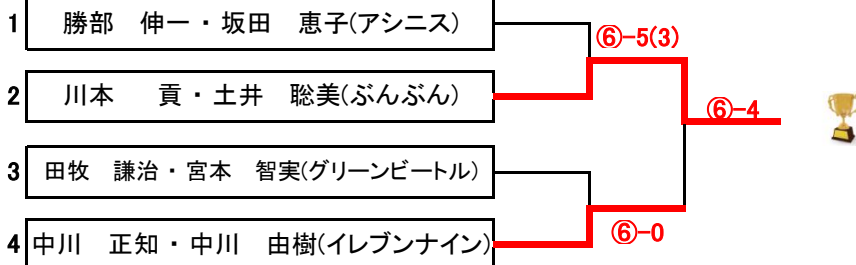 1 勝部　伸一・坂田　恵子(アシニス)
⑥-5(3)
2 川本　　貢・土井　聡美(ぶんぶん)
⑥-4
3 田牧　謙治・宮本　智実(グリーンビートル)
4 中川　正知・中川　由樹(イレブンナイン)
⑥-0